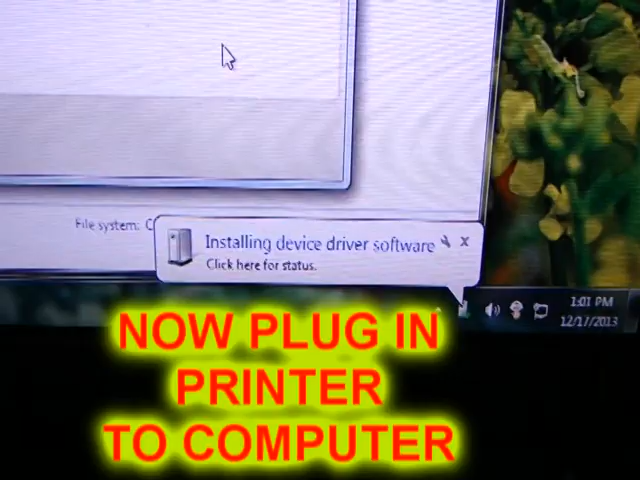 File system: C
Installing device driver software
Click here for status.
1:01 PM
12/17/2013
NOW PLUG IN
PRINTER
TO COMPUTER